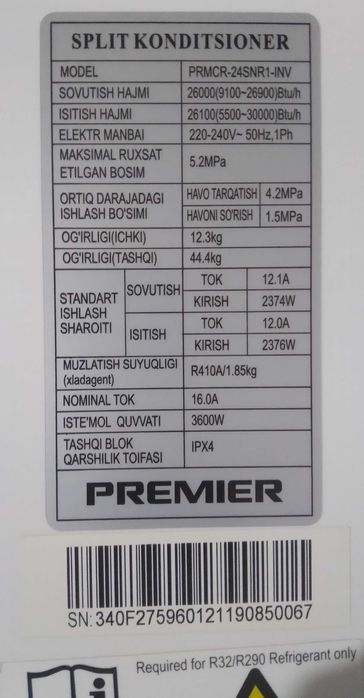 SPLIT KONDITSIONER
MODEL PRMCR-24SNR1-INV
SOVUTISH HAJMI 26000(9100~26900)Btu/h
ISITISH HAJMI 26100(5500~30000)Btu/h
ELEKTR MANBAI 220-240V~ 50Hz,1Ph
MAKSIMAL RUXSAT
ETILGAN BOSIM 5.2MPa
ORTIQ DARAJADAGI
ISHLASH BO'SIMI
HAVO TARQATISH 4.2MPa
HAVONI SO'RISH 1.5MPa
OG'IRLIGI(ICHKI) 12.3kg
OG'IRLIGI(TASHQI) 44.4kg
STANDART
ISHLASH
SHAROITI
SOVUTISH
TOK 12.1A
KIRISH 2374W
ISITISH
TOK 12.0A
KIRISH 2376W
MUZLATISH SUYUQLIGI
(xladagent) R410A/1.85kg
NOMINAL TOK 16.0A
ISTE'MOL QUVVATI 3600W
TASHQI BLOK
QARSHILIK TOIFASI IPX4
PREMIER
SN: 340F275960121190850067
Required for R32/R290 Refrigerant only